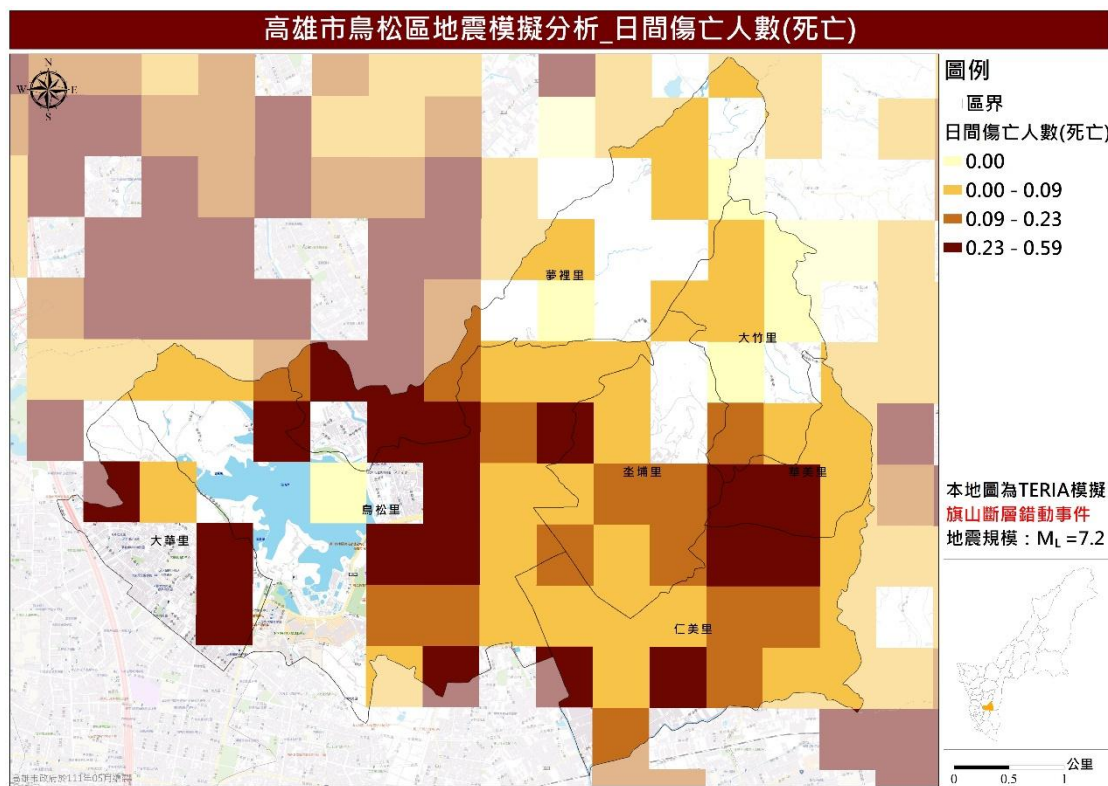 高雄市鳥松區地震模擬分析_日間傷亡人數(死亡)
N
W
E
S
圖例
區界
日間傷亡人數(死亡)
0.00
0.00 - 0.09
0.09 - 0.23
0.23 - 0.59
夢裡里
大竹里
坔埔里
華美里
鳥松里
大華里
仁美里
本地圖為TERIA模擬
旗山斷層錯動事件
地震規模：ML =7.2
公里
0
0.5
1